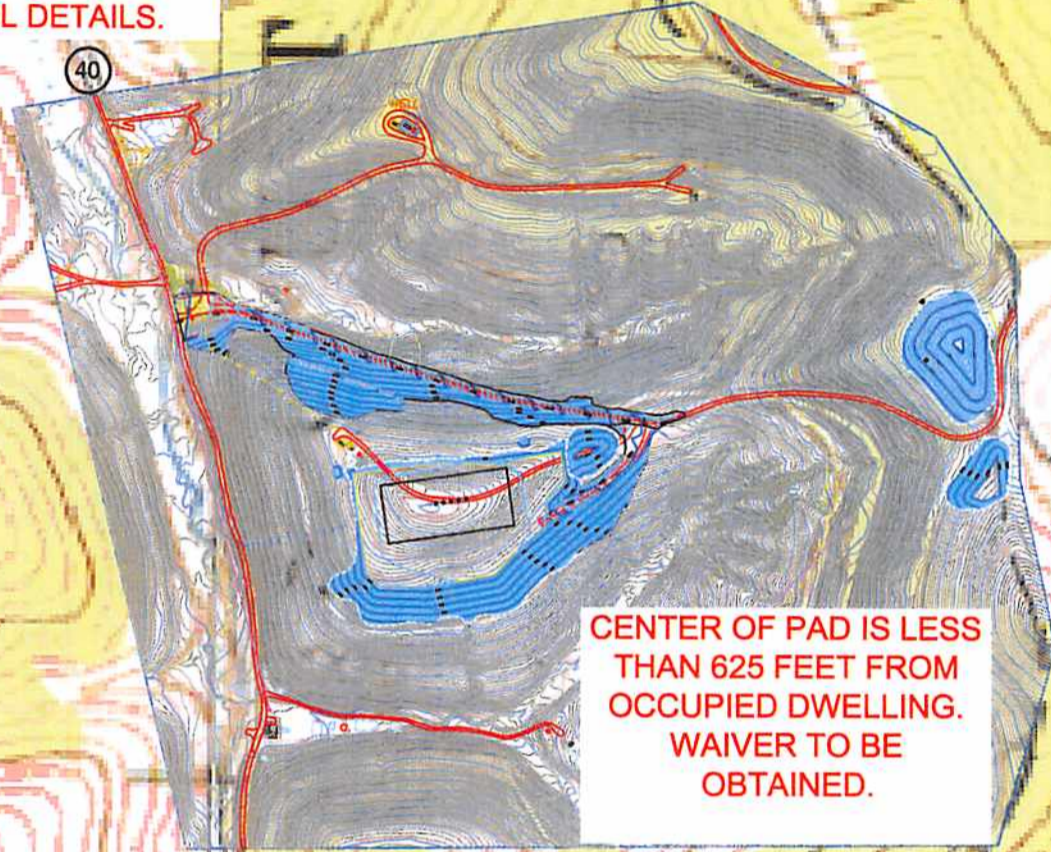 L DETAILS.
40
WELL
CENTER OF PAD IS LESS
THAN 625 FEET FROM
OCCUPIED DWELLING.
WAIVER TO BE
OBTAINED.